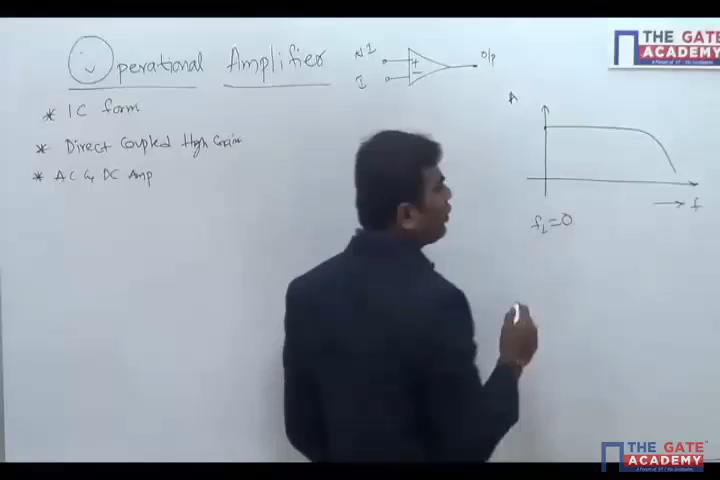 Operational Amplifier
* IC form
* Direct Coupled High Gain
* AC & DC Amp
NI
I
+
-
o/p
A
f
fL=0
THE GATE
ACADEMY
THE GATE
ACADEMY